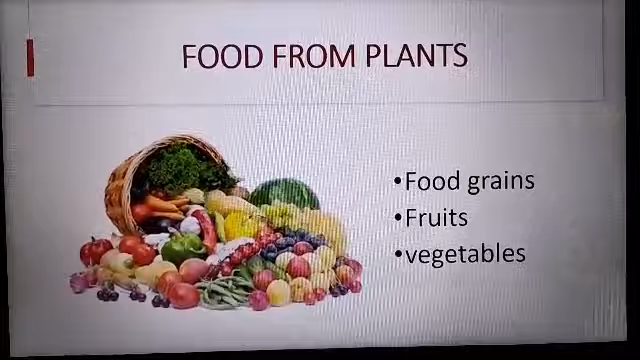 FOOD FROM PLANTS
•Food grains
•Fruits
•vegetables